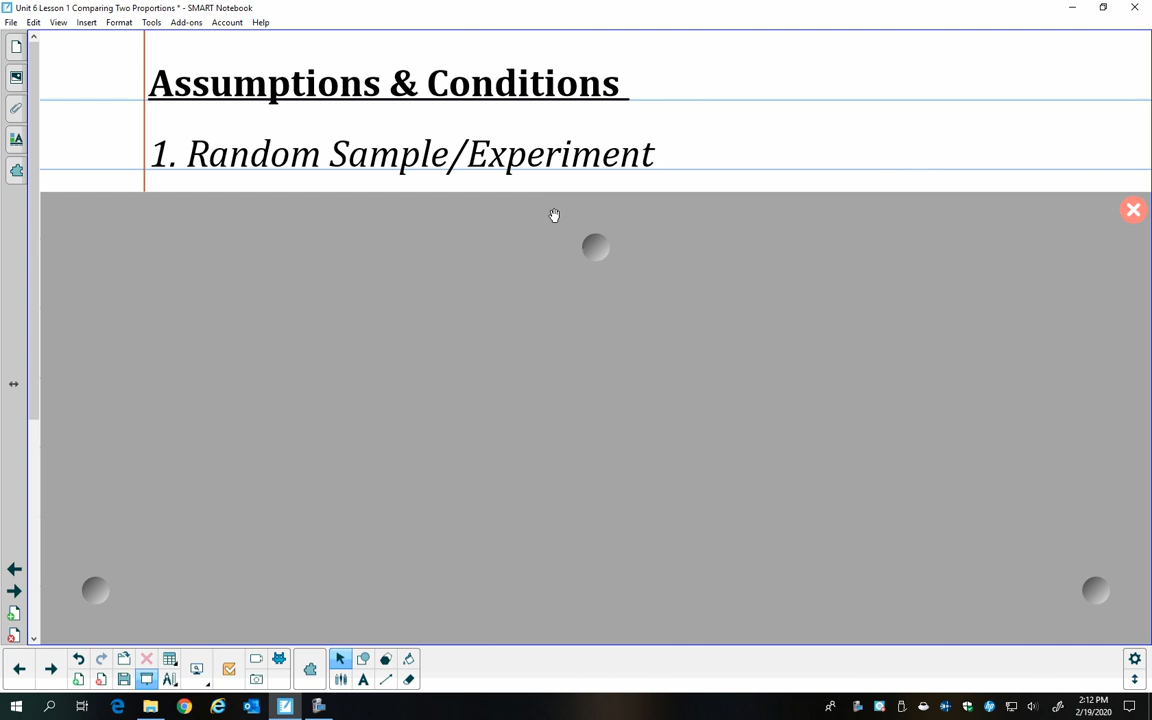 Unit 6 Lesson 1 Comparing Two Proportions * - SMART Notebook
File Edit View Insert Format Tools Add-ons Account Help
Assumptions & Conditions
1. Random Sample/Experiment
2:12 PM
2/19/2020